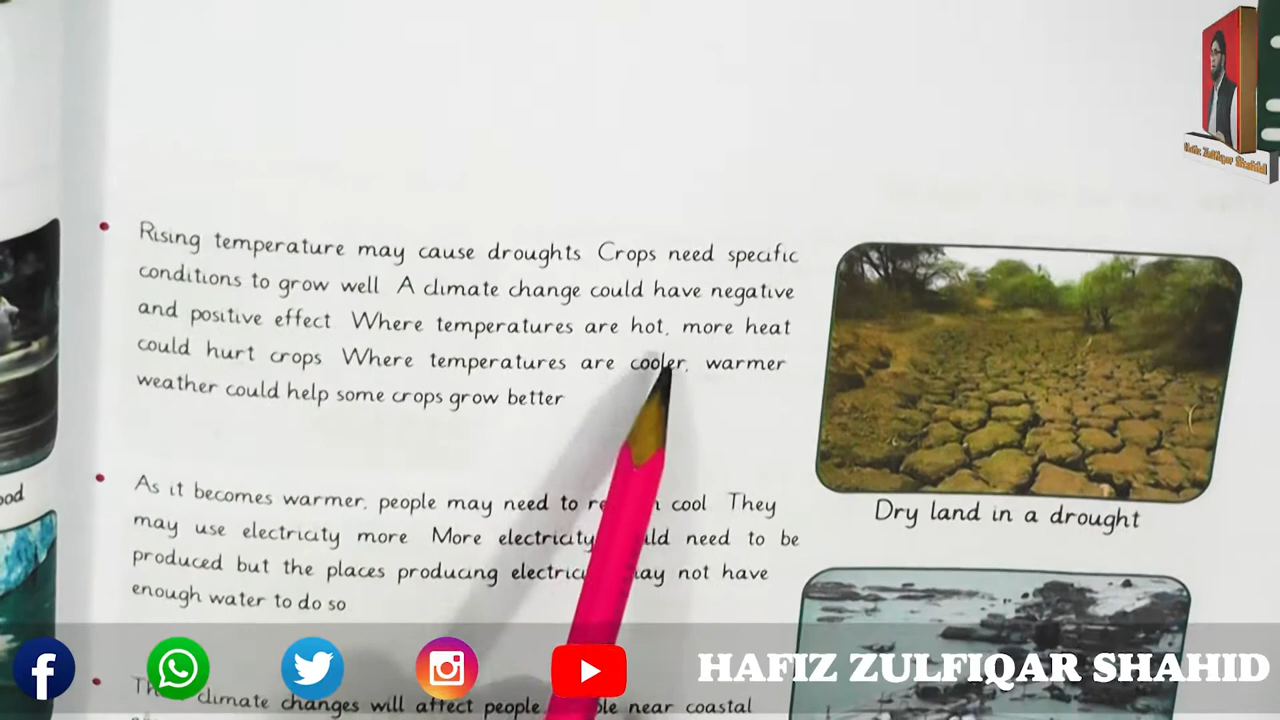 Rising temperature may cause droughts Crops need specific
conditions to grow well A climate change could have negative
and positive effect Where temperatures are hot, more heat
could hurt crops Where temperatures are cooler, warmer
weather could help some crops grow better
As it becomes warmer, people may need to cool They
may use electricity more More electricity need to be
produced but the places producing may not have
enough water to do so
climate changes will affect people near coastal
Dry land in a drought
Hafiz Zulfiqar Shahid
HAFIZ ZULFIQAR SHAHID